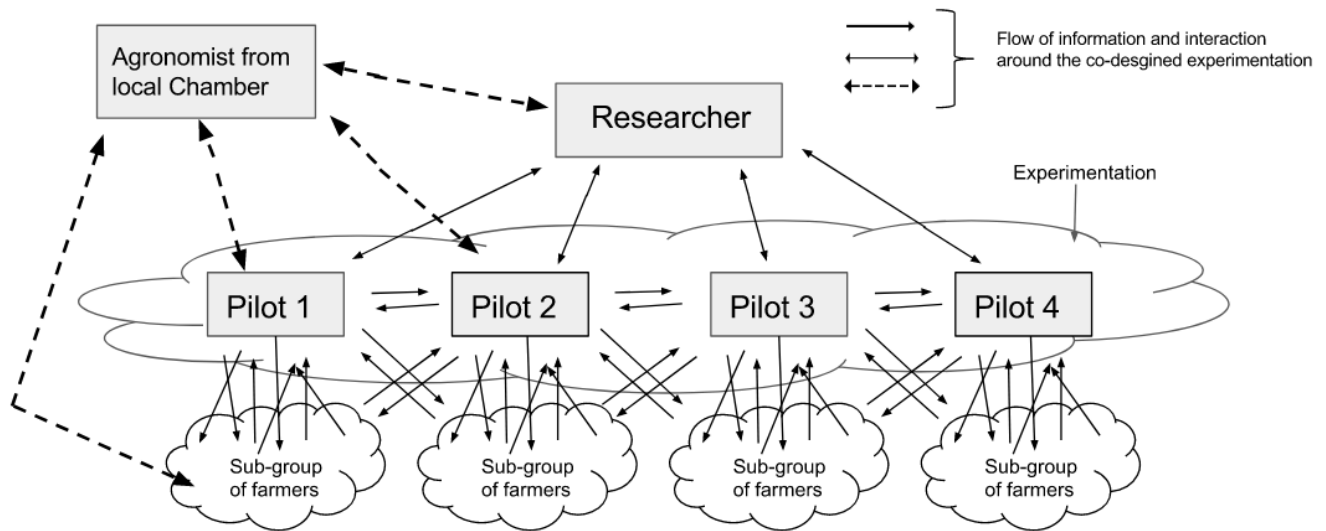 Agronomist from
local Chamber
Flow of information and interaction
around the co-desgined experimentation
Researcher
Experimentation
Pilot 1
Pilot 2
Pilot 3
Pilot 4
Sub-group
of farmers
Sub-group
of farmers
Sub-group
of farmers
Sub-group
of farmers